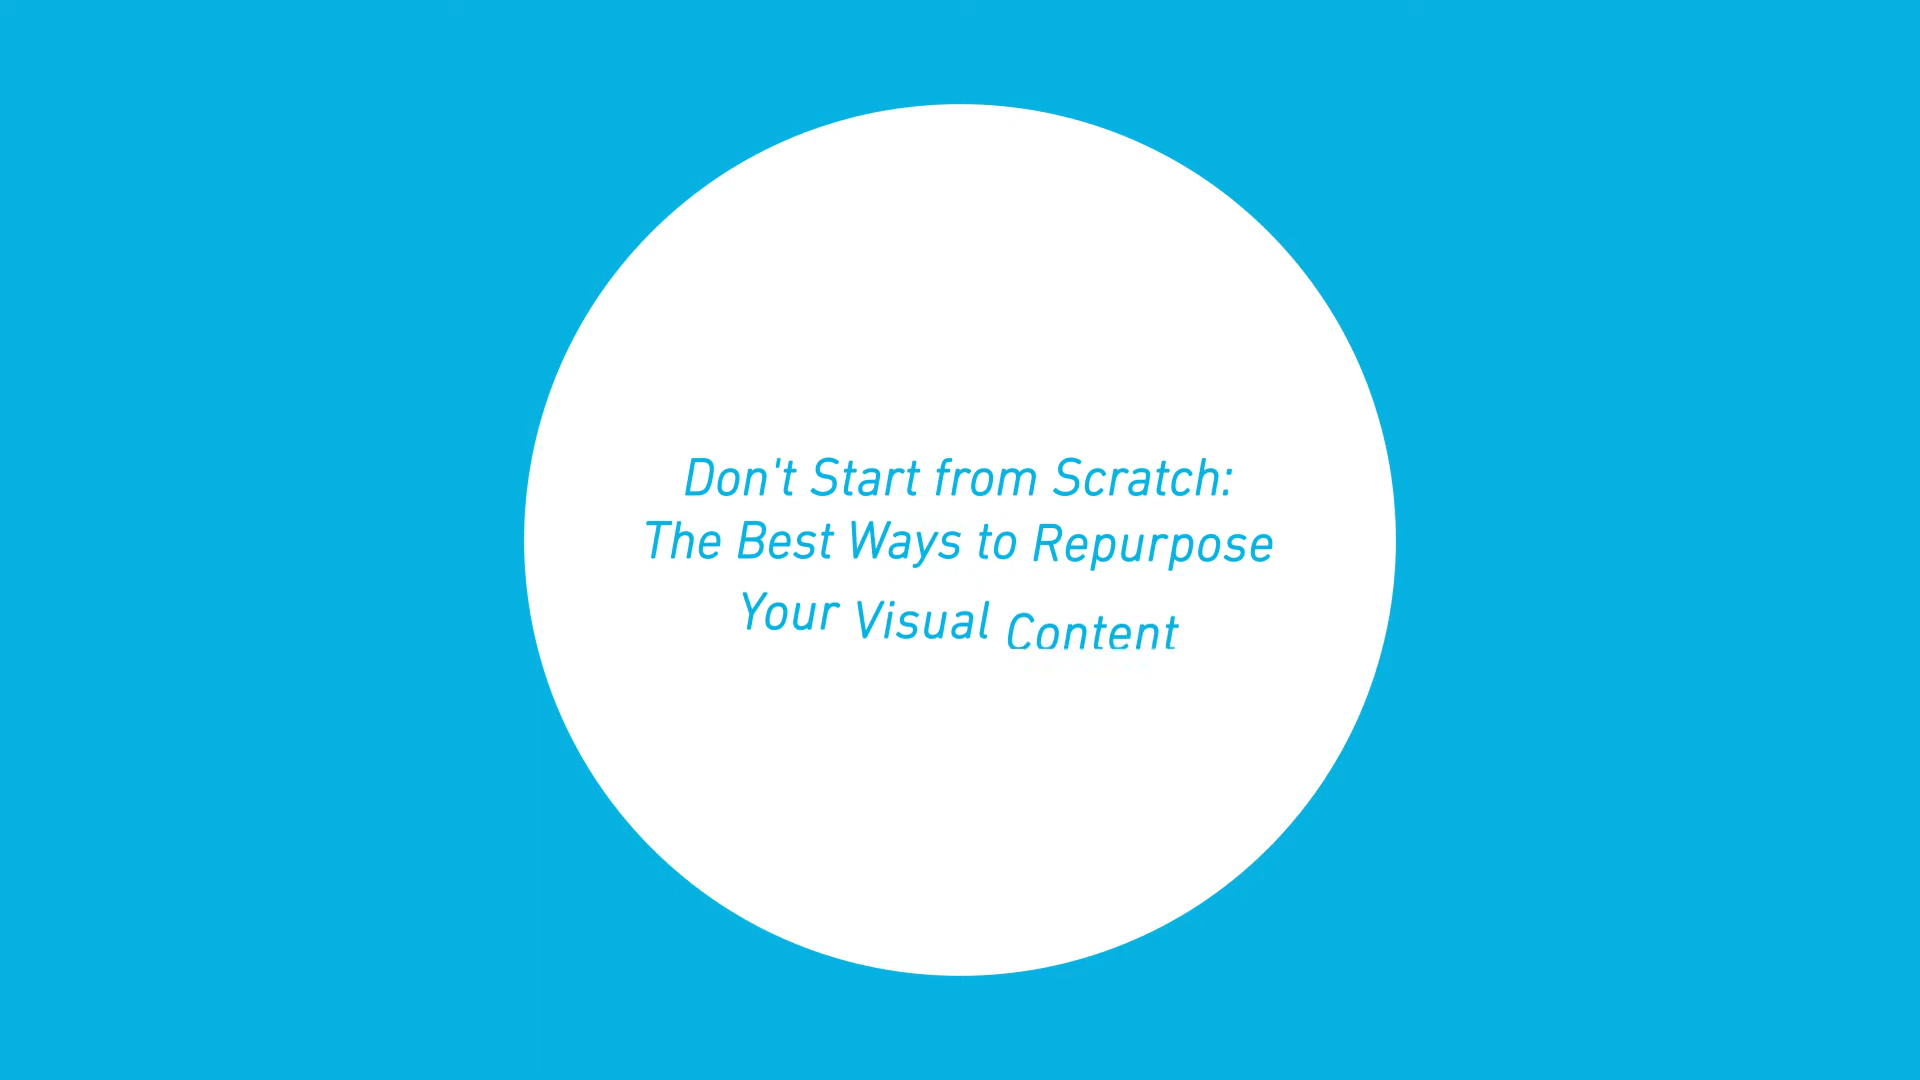 Don't Start from Scratch:
The Best Ways to Repurpose
Your Visual Content